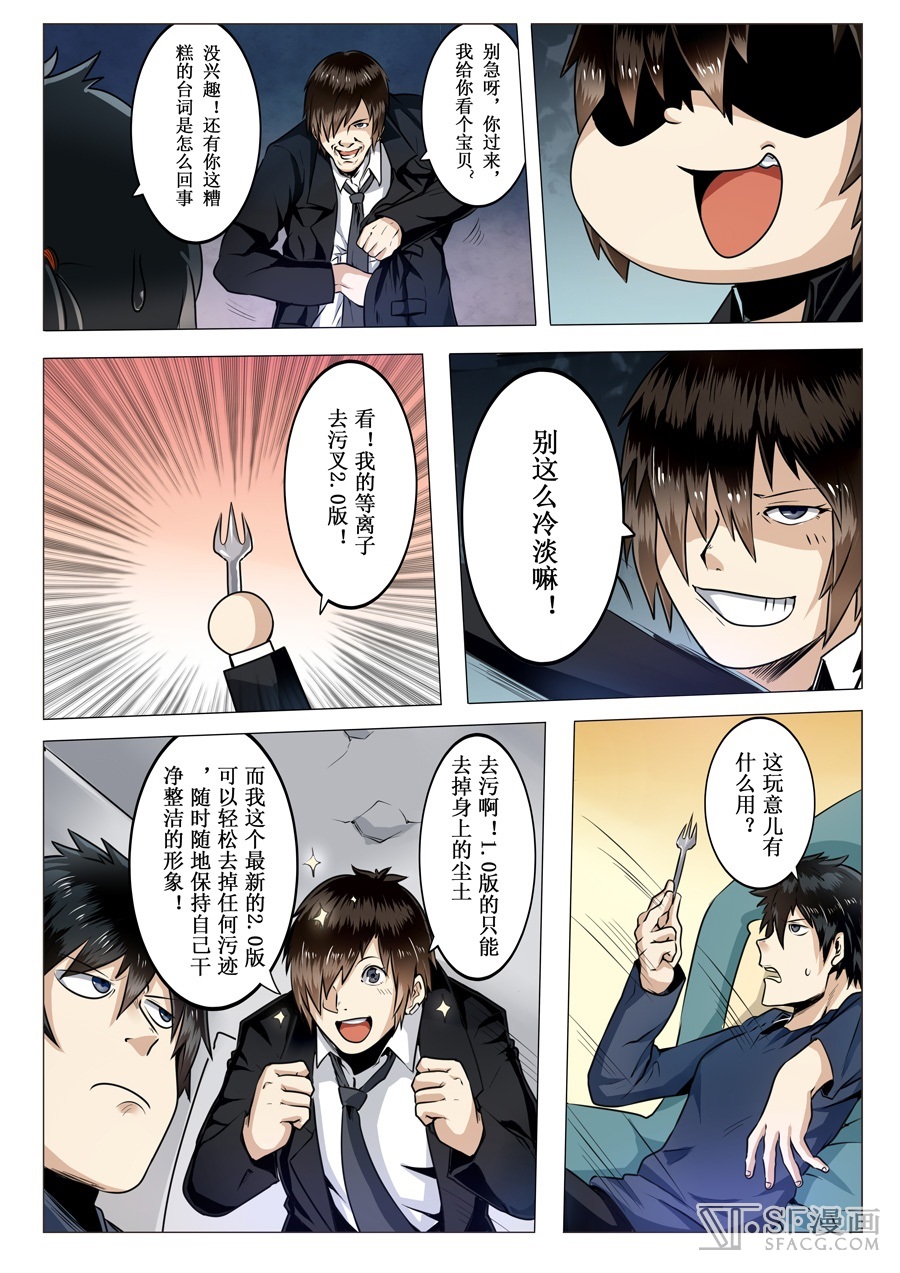 别急呀，你过来，
我给你看个宝贝~
没兴趣！还有你这糟
糕的台词是怎么回事
别这么冷淡嘛！
看！我的等离子
去污叉2.0版！
这玩意儿有
什么用？
去污啊！1.0版的只能
去掉身上的尘土
而我这个最新的2.0版
可以轻松去掉任何污迹
，随时随地保持自己干
净整洁的形象！
SF漫画
SFACG.COM